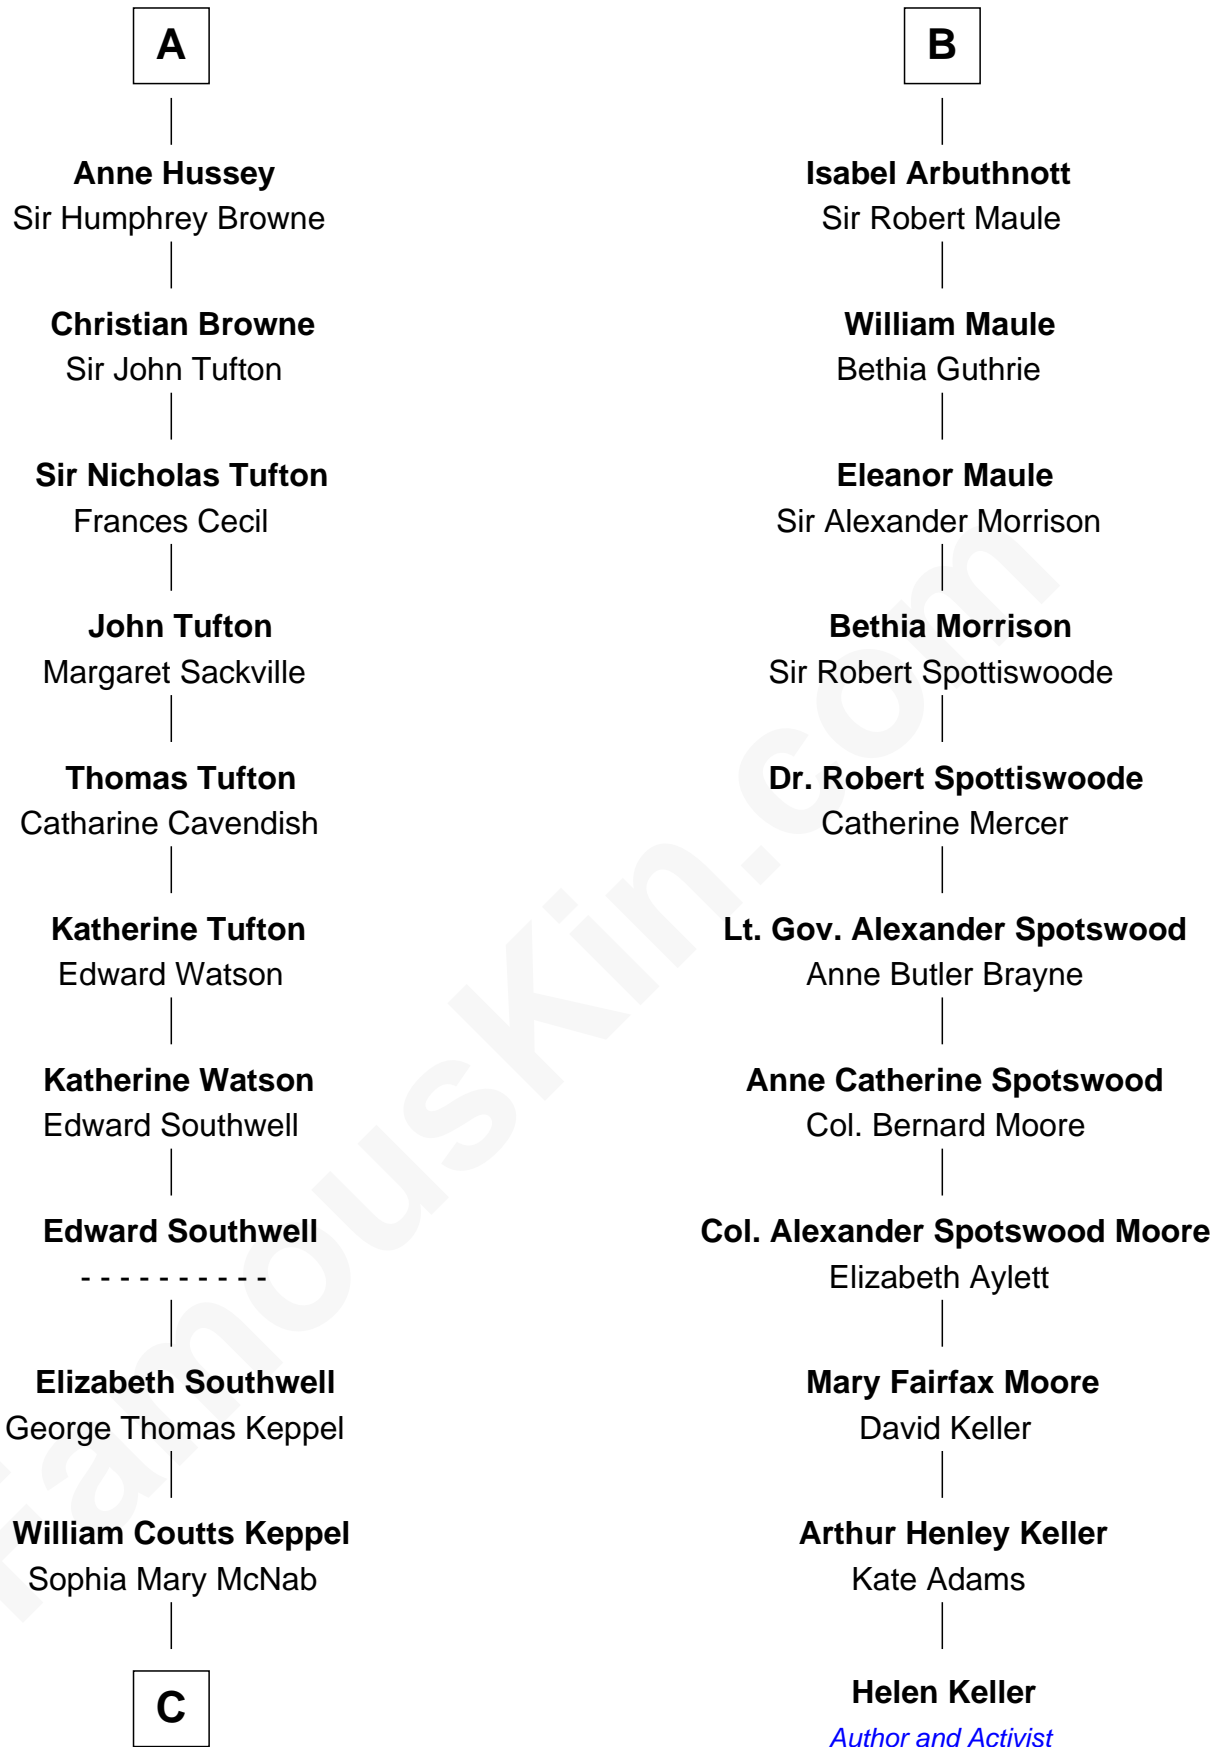 A
Anne Hussey
Sir Humphrey Browne
Christian Browne
Sir John Tufton
Sir Nicholas Tufton
Frances Cecil
John Tufton
Margaret Sackville
Thomas Tufton
Catharine Cavendish
Katherine Tufton
Edward Watson
Katherine Watson
Edward Southwell
Edward Southwell
- - - - - - - - - -
Elizabeth Southwell
George Thomas Keppel
William Coutts Keppel
Sophia Mary McNab
C
B
Isabel Arbuthnott
Sir Robert Maule
William Maule
Bethia Guthrie
Eleanor Maule
Sir Alexander Morrison
Bethia Morrison
Sir Robert Spottiswoode
Dr. Robert Spottiswoode
Catherine Mercer
Lt. Gov. Alexander Spotswood
Anne Butler Brayne
Anne Catherine Spotswood
Col. Bernard Moore
Col. Alexander Spotswood Moore
Elizabeth Aylett
Mary Fairfax Moore
David Keller
Arthur Henley Keller
Kate Adams
Helen Keller
Author and Activist
FamousKin.com